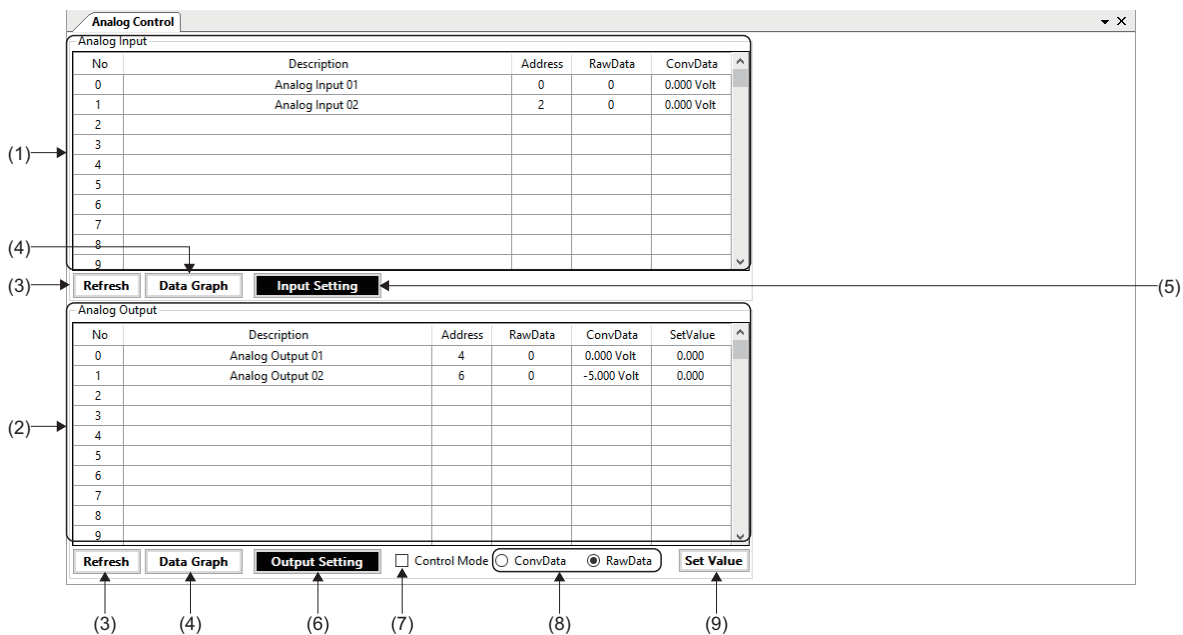 Analog Control
Analog Input
No Description Address RawData ConvData
0 Analog Input 01 0 0 0.000 Volt
1 Analog Input 02 2 0 0.000 Volt
2
3
(1)
4
5
6
7
(4)
8
9
(3) Refresh Data Graph Input Setting (5)
Analog Output
No Description Address RawData ConvData SetValue
0 Analog Output 01 4 0 0.000 Volt 0.000
1 Analog Output 02 6 0 -5.000 Volt 0.000
2
3
(2)
4
5
6
7
8
9
Refresh Data Graph Output Setting Control Mode ConvData RawData Set Value
(3) (4) (6) (7) (8) (9)